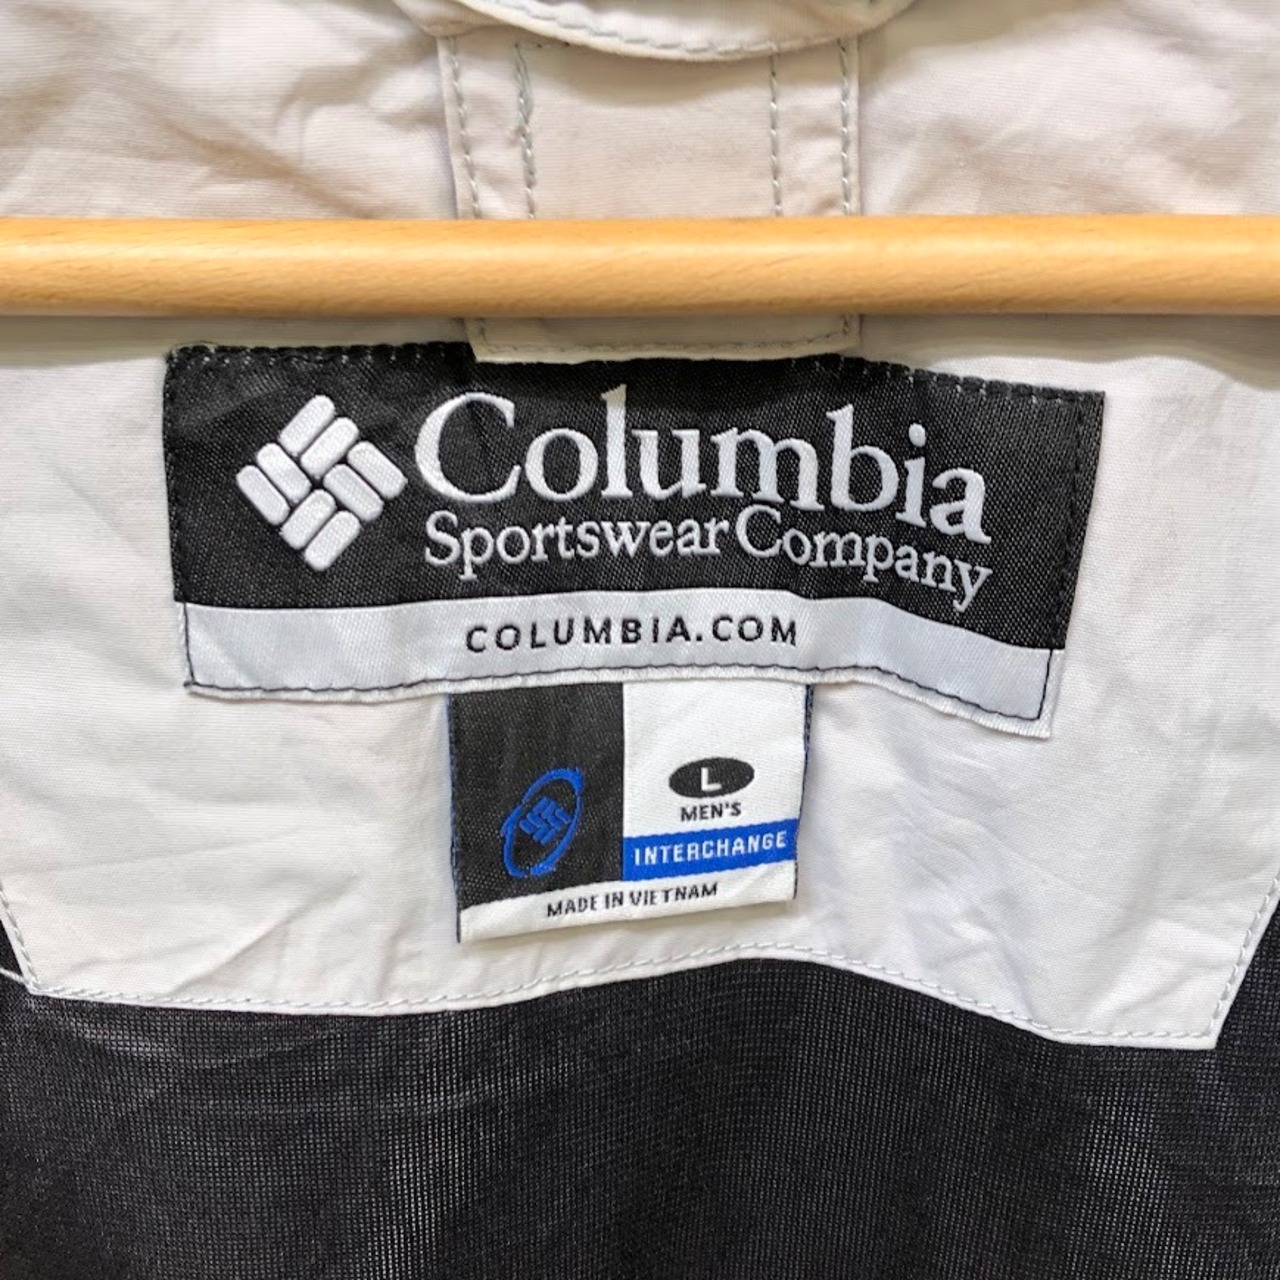 Columbia
Sportswear Company
COLUMBIA.COM
L
MEN'S
INTERCHANGE
MADE IN VIETNAM